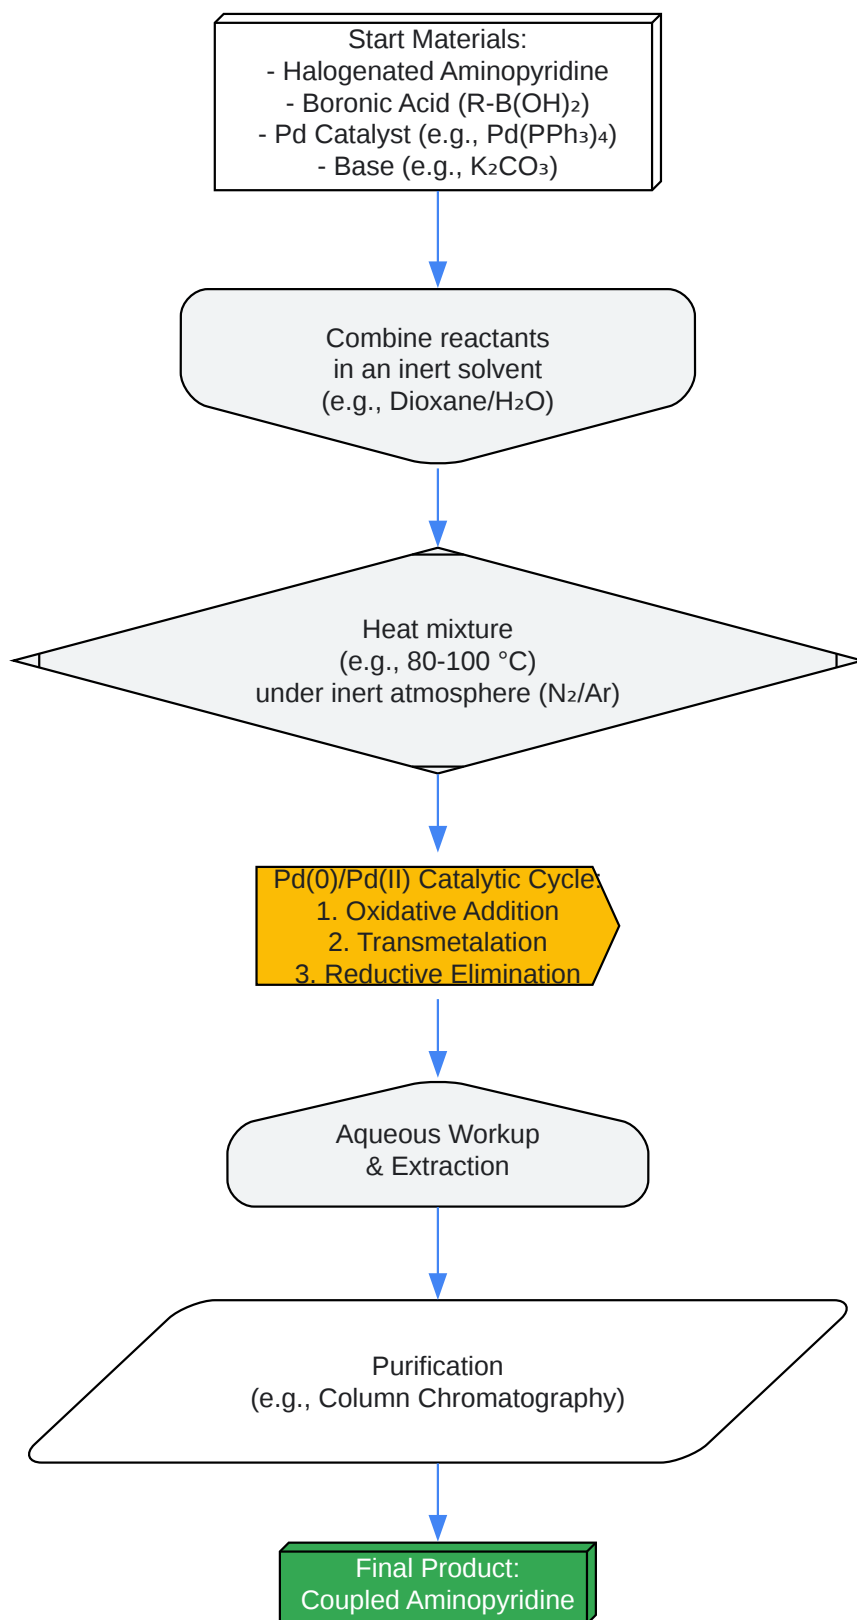 Start Materials:
- Halogenated Aminopyridine
- Boronic Acid (R-B(OH)₂)
- Pd Catalyst (e.g., Pd(PPh₃)₄)
- Base (e.g., K₂CO₃)
Combine reactants
in an inert solvent
(e.g., Dioxane/H₂O)
Heat mixture
(e.g., 80-100 °C)
under inert atmosphere (N₂/Ar)
Pd(0)/Pd(II) Catalytic Cycle:
1. Oxidative Addition
2. Transmetalation
3. Reductive Elimination
Aqueous Workup
& Extraction
Purification
(e.g., Column Chromatography)
Final Product:
Coupled Aminopyridine